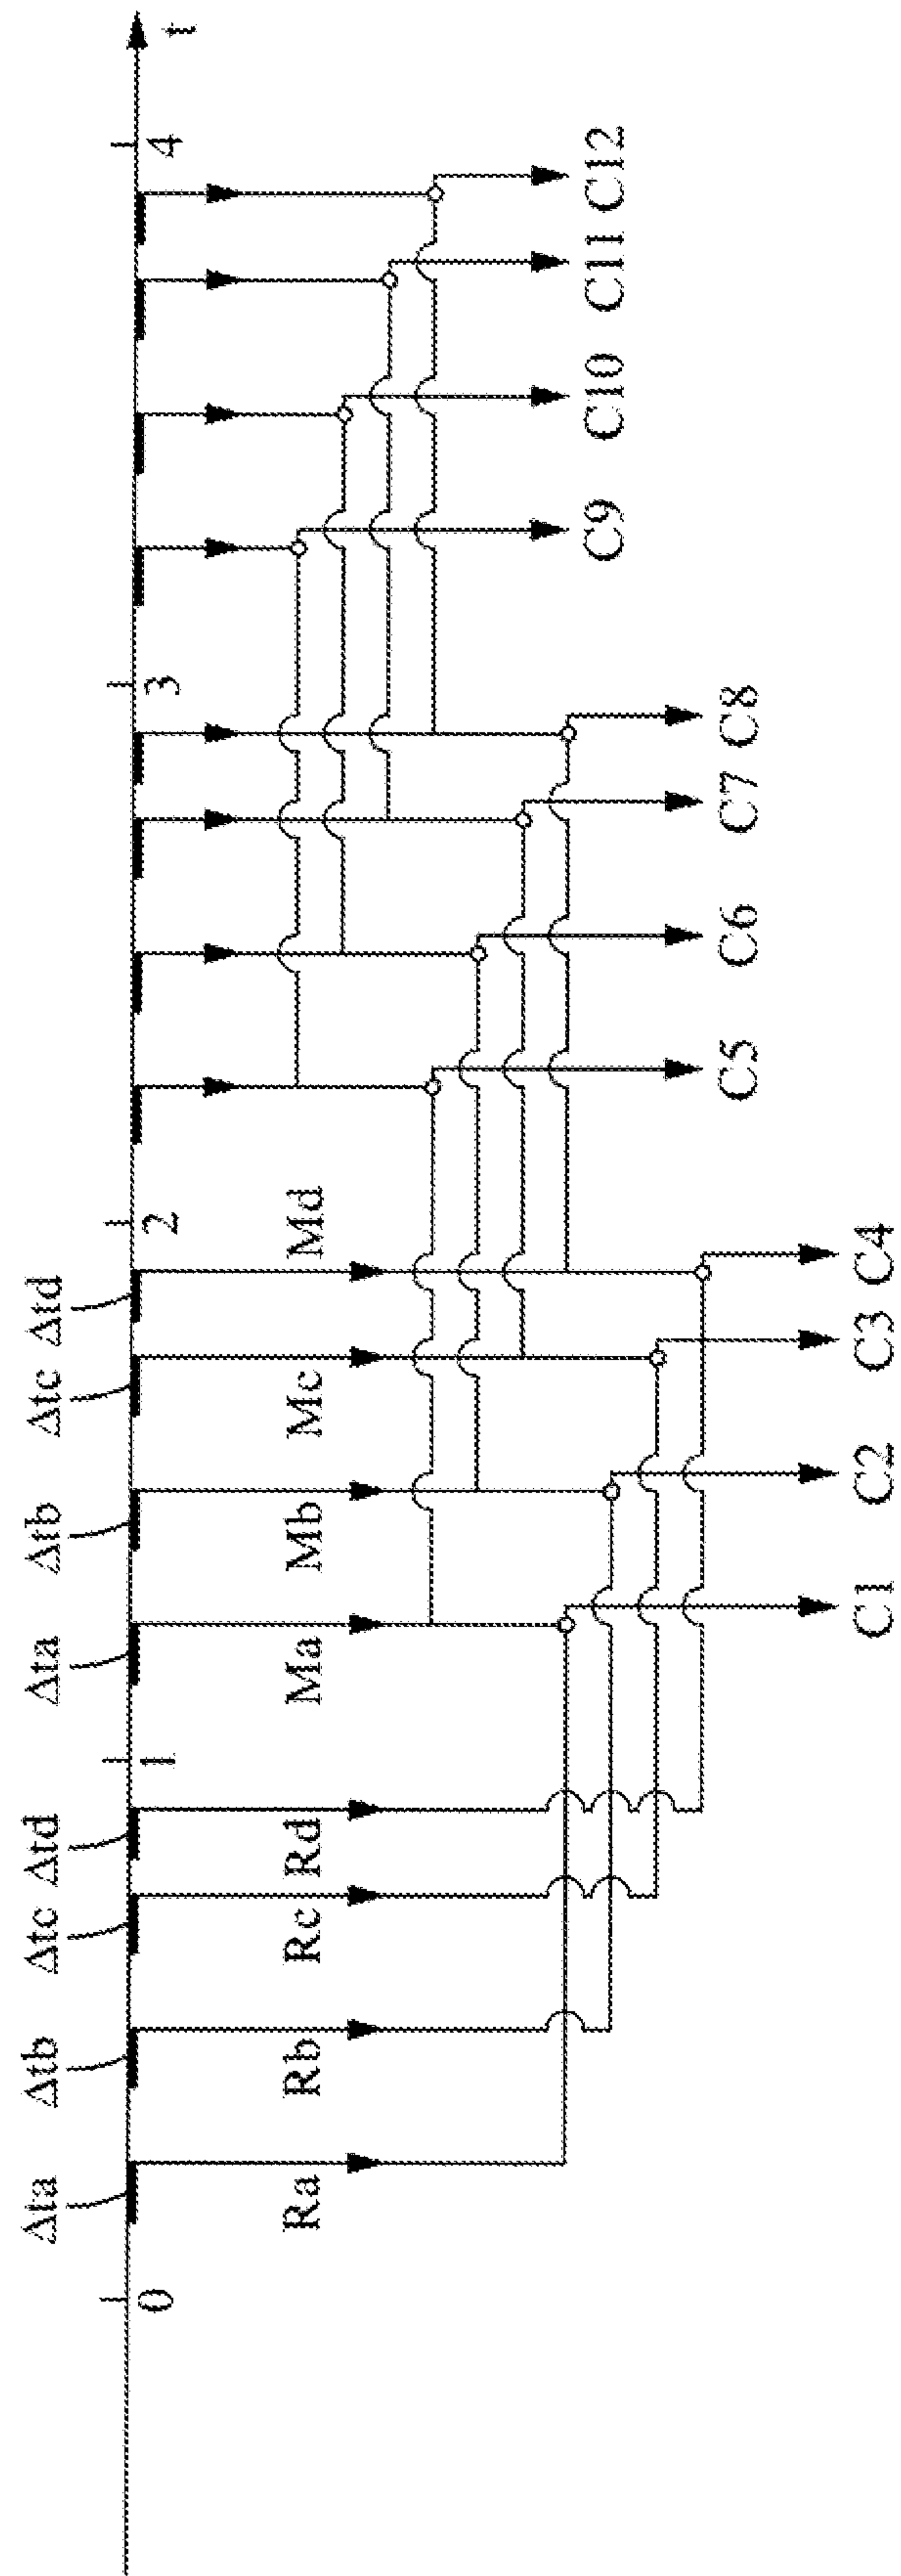 Δta Δtb Δtc Δtd Δta Δtb Δtc Δtd
0 1 2 3 4 t
Ra Rb Rc Rd Ma Mb Mc Md
C9 C10 C11 C12
C5 C6 C7 C8
C1 C2 C3 C4